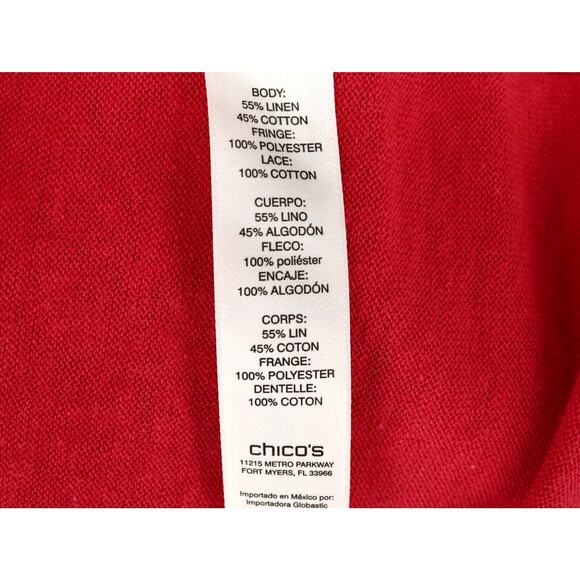 BODY:
55% LINEN
45% COTTON
FRINGE:
100% POLYESTER
LACE:
100% COTTON
CUERPO:
55% LINO
45% ALGODÓN
FLECO:
100% poliéster
ENCAJE:
100% ALGODÓN
CORPS:
55% LIN
45% COTON
FRANGE:
100% POLYESTER
DENTELLE:
100% COTON
chico's
11215 METRO PARKWAY
FORT MYERS, FL 33966
Importado en México por:
Importadora Globastic